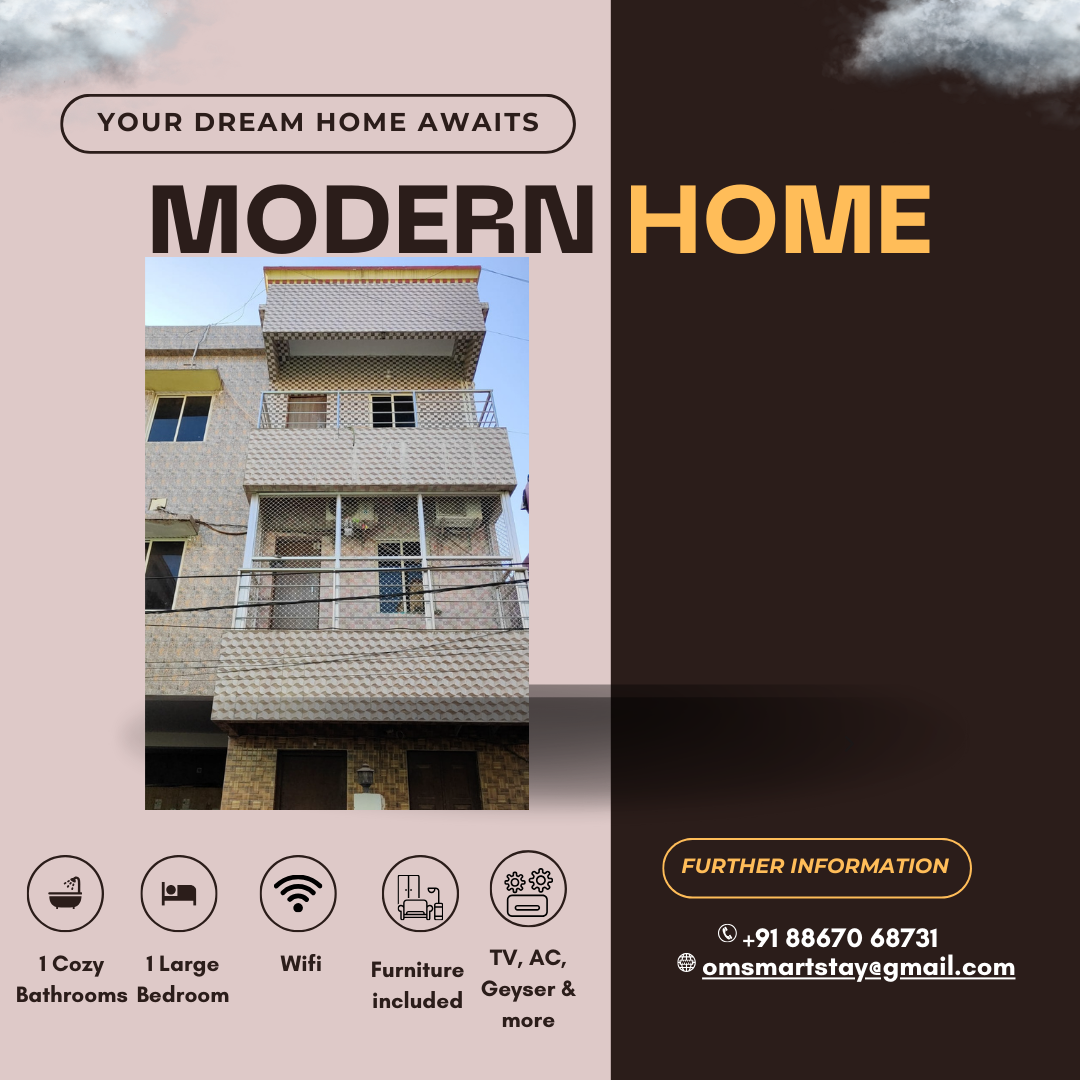 YOUR DREAM HOME AWAITS
MODERN HOME
1 Cozy
Bathrooms
1 Large
Bedroom
Wifi
Furniture
included
TV, AC,
Geyser &
more
FURTHER INFORMATION
+91 88670 68731
omsmartstay@gmail.com